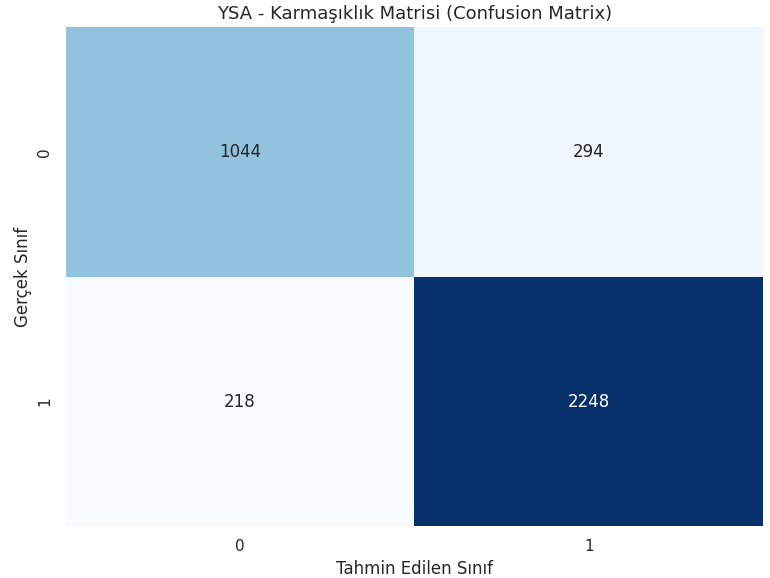 YSA - Karmaşıklık Matrisi (Confusion Matrix)
Gerçek Sınıf
0
1044
294
1
218
2248
0
1
Tahmin Edilen Sınıf